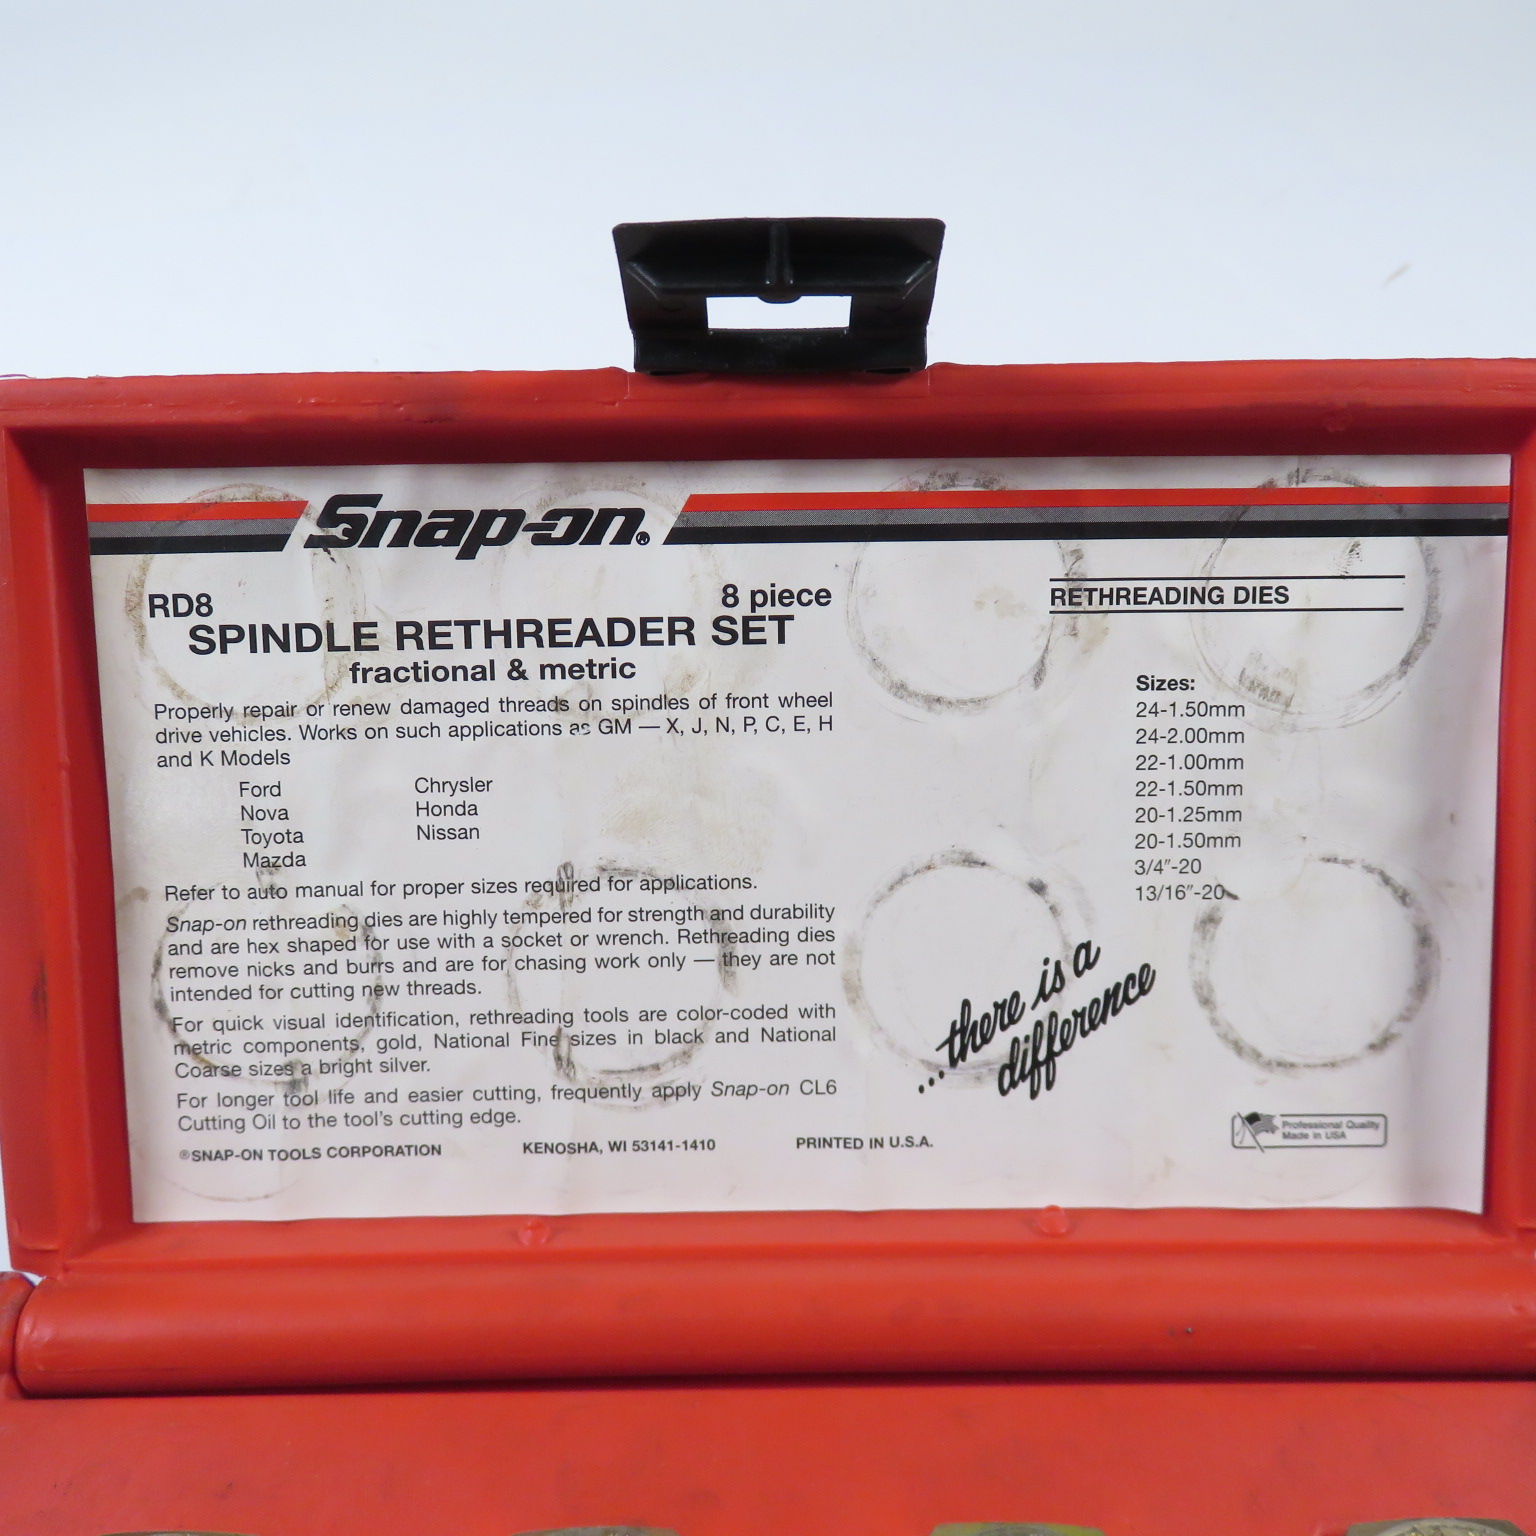 Snap-on®
RD8
8 piece
SPINDLE RETHREADER SET
fractional & metric
Properly repair or renew damaged threads on spindles of front wheel
drive vehicles. Works on such applications as GM — X, J, N, P, C, E, H
and K Models
Ford
Nova
Toyota
Mazda
Chrysler
Honda
Nissan
Refer to auto manual for proper sizes required for applications.
Snap-on rethreading dies are highly tempered for strength and durability
and are hex shaped for use with a socket or wrench. Rethreading dies
remove nicks and burrs and are for chasing work only — they are not
intended for cutting new threads.
For quick visual identification, rethreading tools are color-coded with
metric components, gold, National Fine sizes in black and National
Coarse sizes a bright silver.
For longer tool life and easier cutting, frequently apply Snap-on CL6
Cutting Oil to the tool's cutting edge.
®SNAP-ON TOOLS CORPORATION
KENOSHA, WI 53141-1410
PRINTED IN U.S.A.
RETHREADING DIES
Sizes:
24-1.50mm
24-2.00mm
22-1.00mm
22-1.50mm
20-1.25mm
20-1.50mm
3/4″-20
13/16″-20
...there is a
difference
Professional Quality
Made in USA